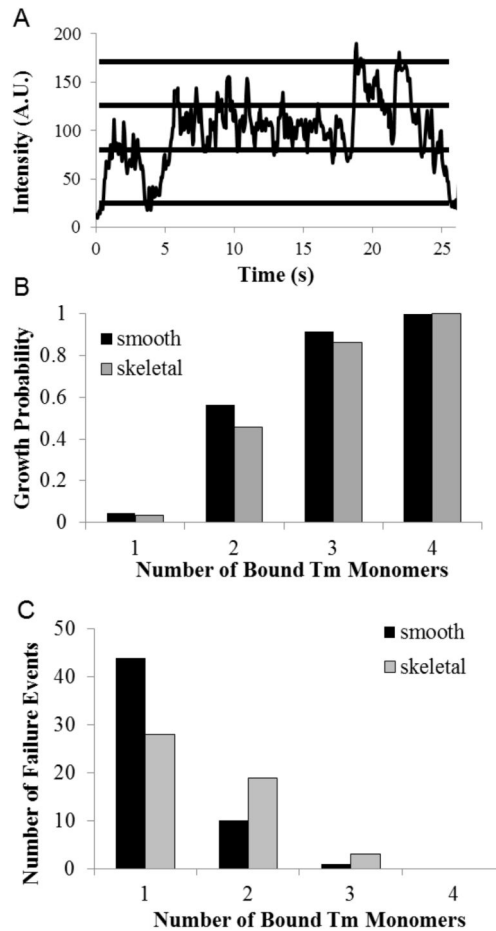 A
200
150
100
50
0
Intensity (A.U.)
0 5 10 15 20 25
Time (s)
B
1
0.8
0.6
0.4
0.2
0
Growth Probability
smooth
skeletal
1 2 3 4
Number of Bound Tm Monomers
C
50
40
30
20
10
0
Number of Failure Events
smooth
skeletal
1 2 3 4
Number of Bound Tm Monomers